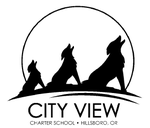 CITY VIEW
CHARTER SCHOOL • HILLSBORO, OR